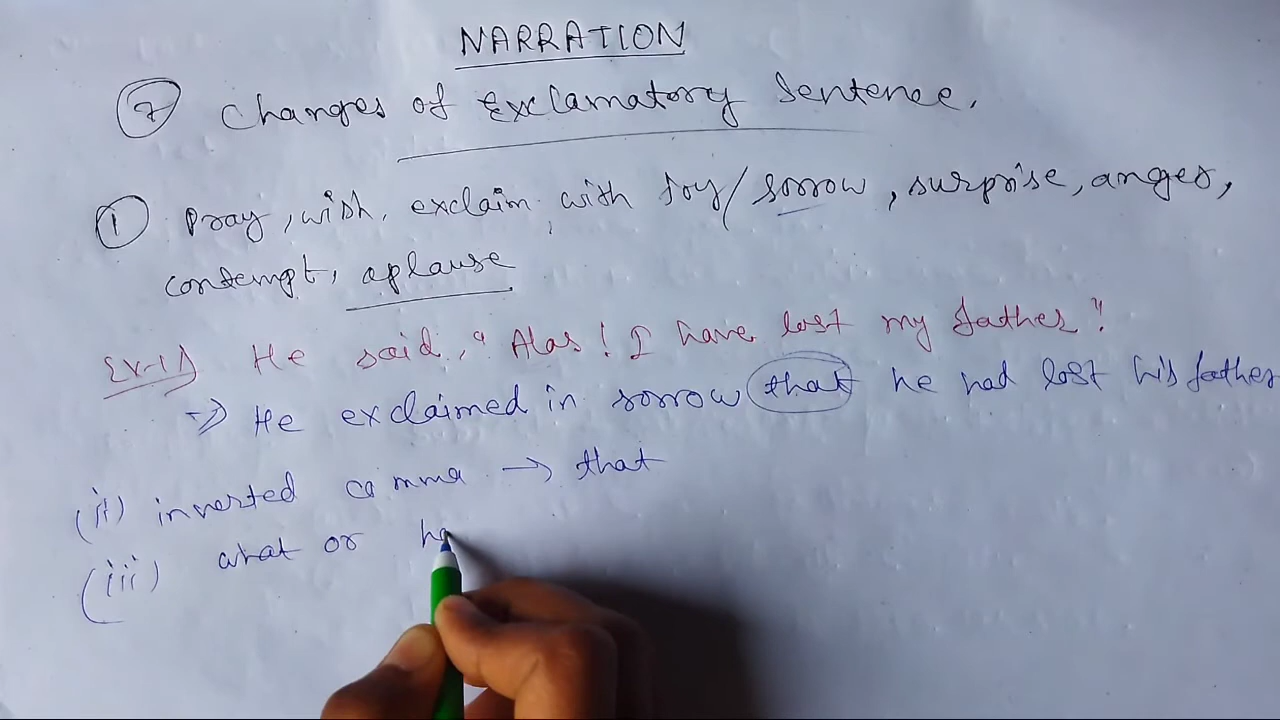 NARRATION
7 Changes of Exclamatory Sentence.
1 Pray, wish, exclaim with Joy/sorrow, surprise, anger,
contempt, aplause
Ex-1) He said, "Alas! I have lost my father"!
⇒ He exclaimed in sorrow that he had lost his father
(ii) inverted comma → that
(iii) what or ho